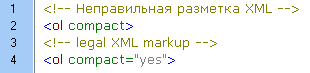 1 <!-- Неправильная разметка XML -->
2 <ol compact>
3 <!-- legal XML markup -->
4 <ol compact="yes">